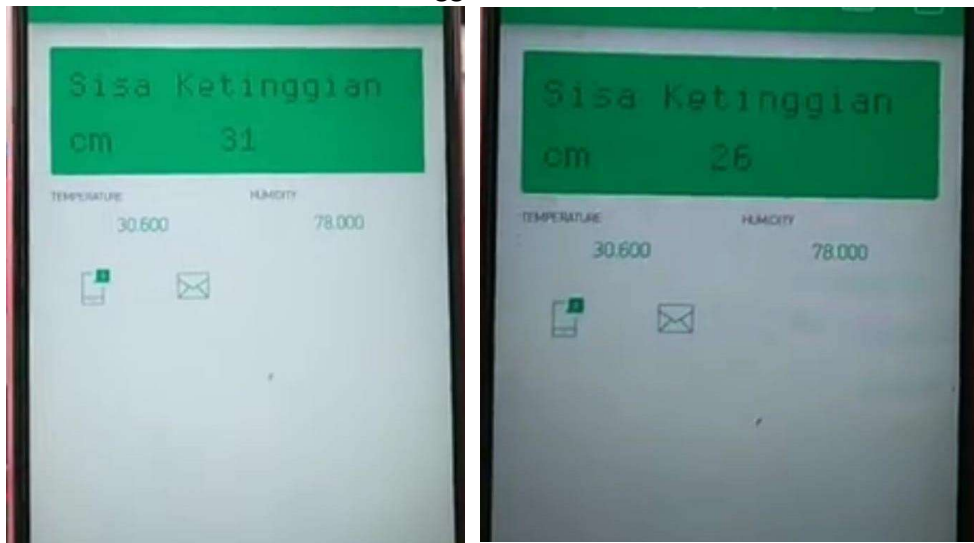 gg
Sisa Ketinggian
cm 31
TEMPERATURE HUMIDITY
30.600 78.000
Sisa Ketinggian
cm 26
TEMPERATURE HUMIDITY
30.600 78.000